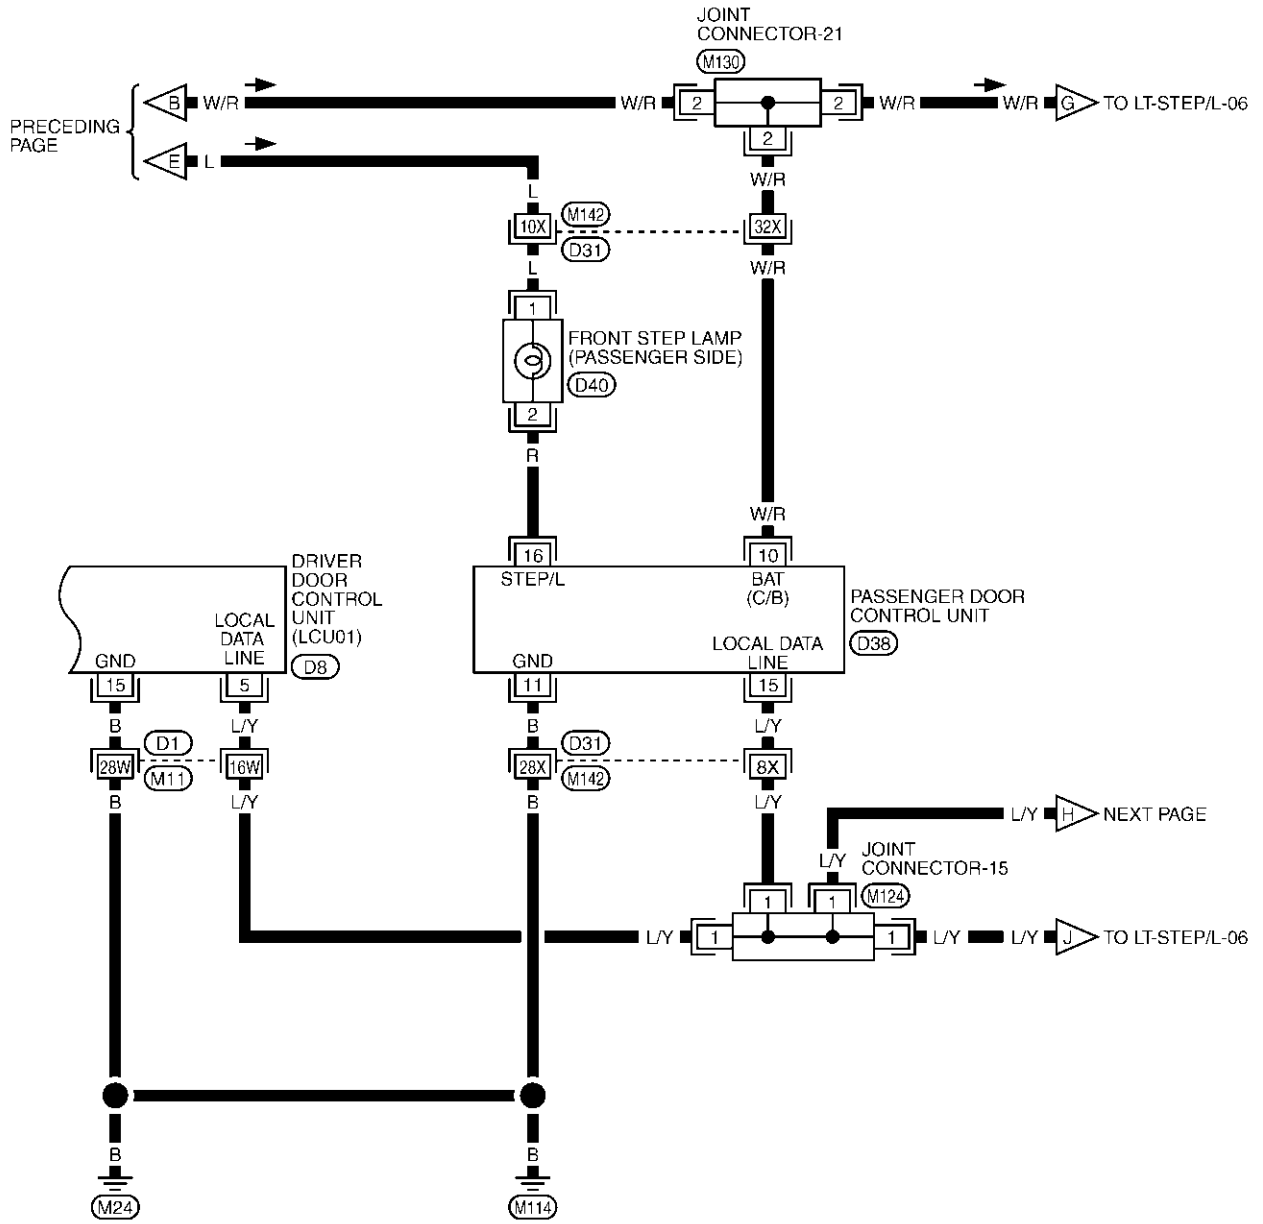 JOINT
CONNECTOR-21
M130
PRECEDING
PAGE
B W/R W/R 2 2 W/R W/R G TO LT-STEP/L-06
2
E L
W/R
L
10X M142 32X
D31
L W/R
1
FRONT STEP LAMP
(PASSENGER SIDE)
D40
2
R
W/R
16 10
DRIVER
DOOR
CONTROL
UNIT
(LCU01)
D8
STEP/L BAT
(C/B)
PASSENGER DOOR
CONTROL UNIT
D38
LOCAL
DATA
LINE
GND
LOCAL DATA
LINE
GND
15 5 11 15
B L/Y B L/Y
D1 D31
28W 16W 28X 8X
M11 M142
B L/Y B L/Y
L/Y H NEXT PAGE
L/Y
JOINT
CONNECTOR-15
M124
1 1
L/Y 1 1 L/Y L/Y J TO LT-STEP/L-06
B B
M24 M114